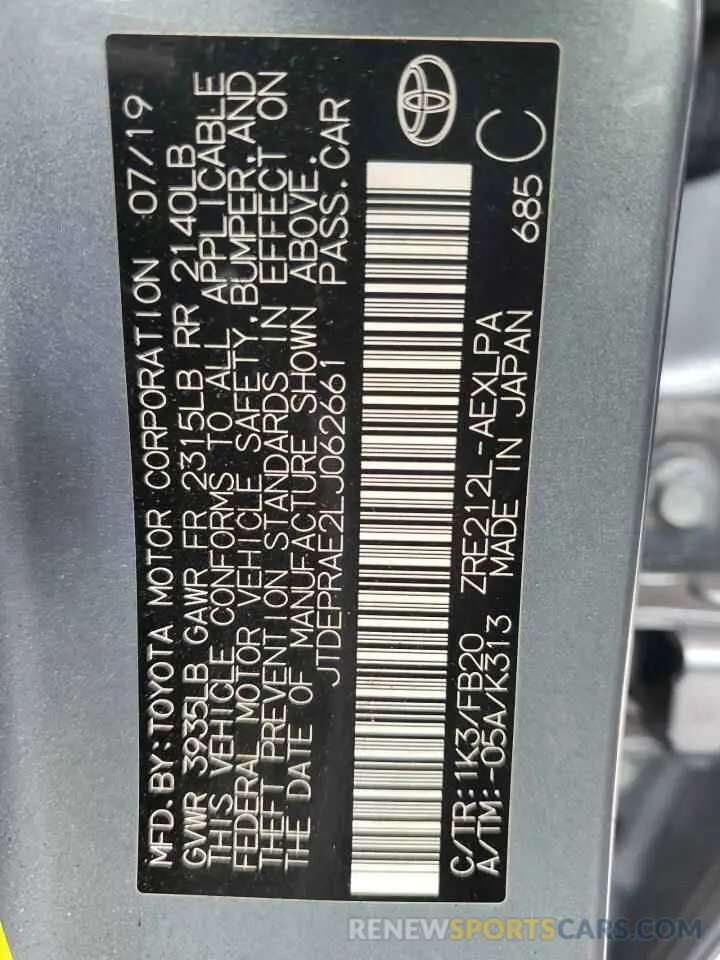 MFD. BY: TOYOTA MOTOR CORPORATION 07/19
GVWR 3935LB GAWR FR 2315LB RR 2140LB
THIS VEHICLE CONFORMS TO ALL APPLICABLE
FEDERAL MOTOR VEHICLE SAFETY, BUMPER, AND
THEFT PREVENTION STANDARDS IN EFFECT ON
THE DATE OF MANUFACTURE SHOWN ABOVE.
JTDEPRAE2LJ062661 PASS. CAR
C/TR: 1K3/FB20 ZRE212L-AEXLPA 685 C
A/TM: -05A/K313 MADE IN JAPAN
RENEWSPORTSCARS.COM